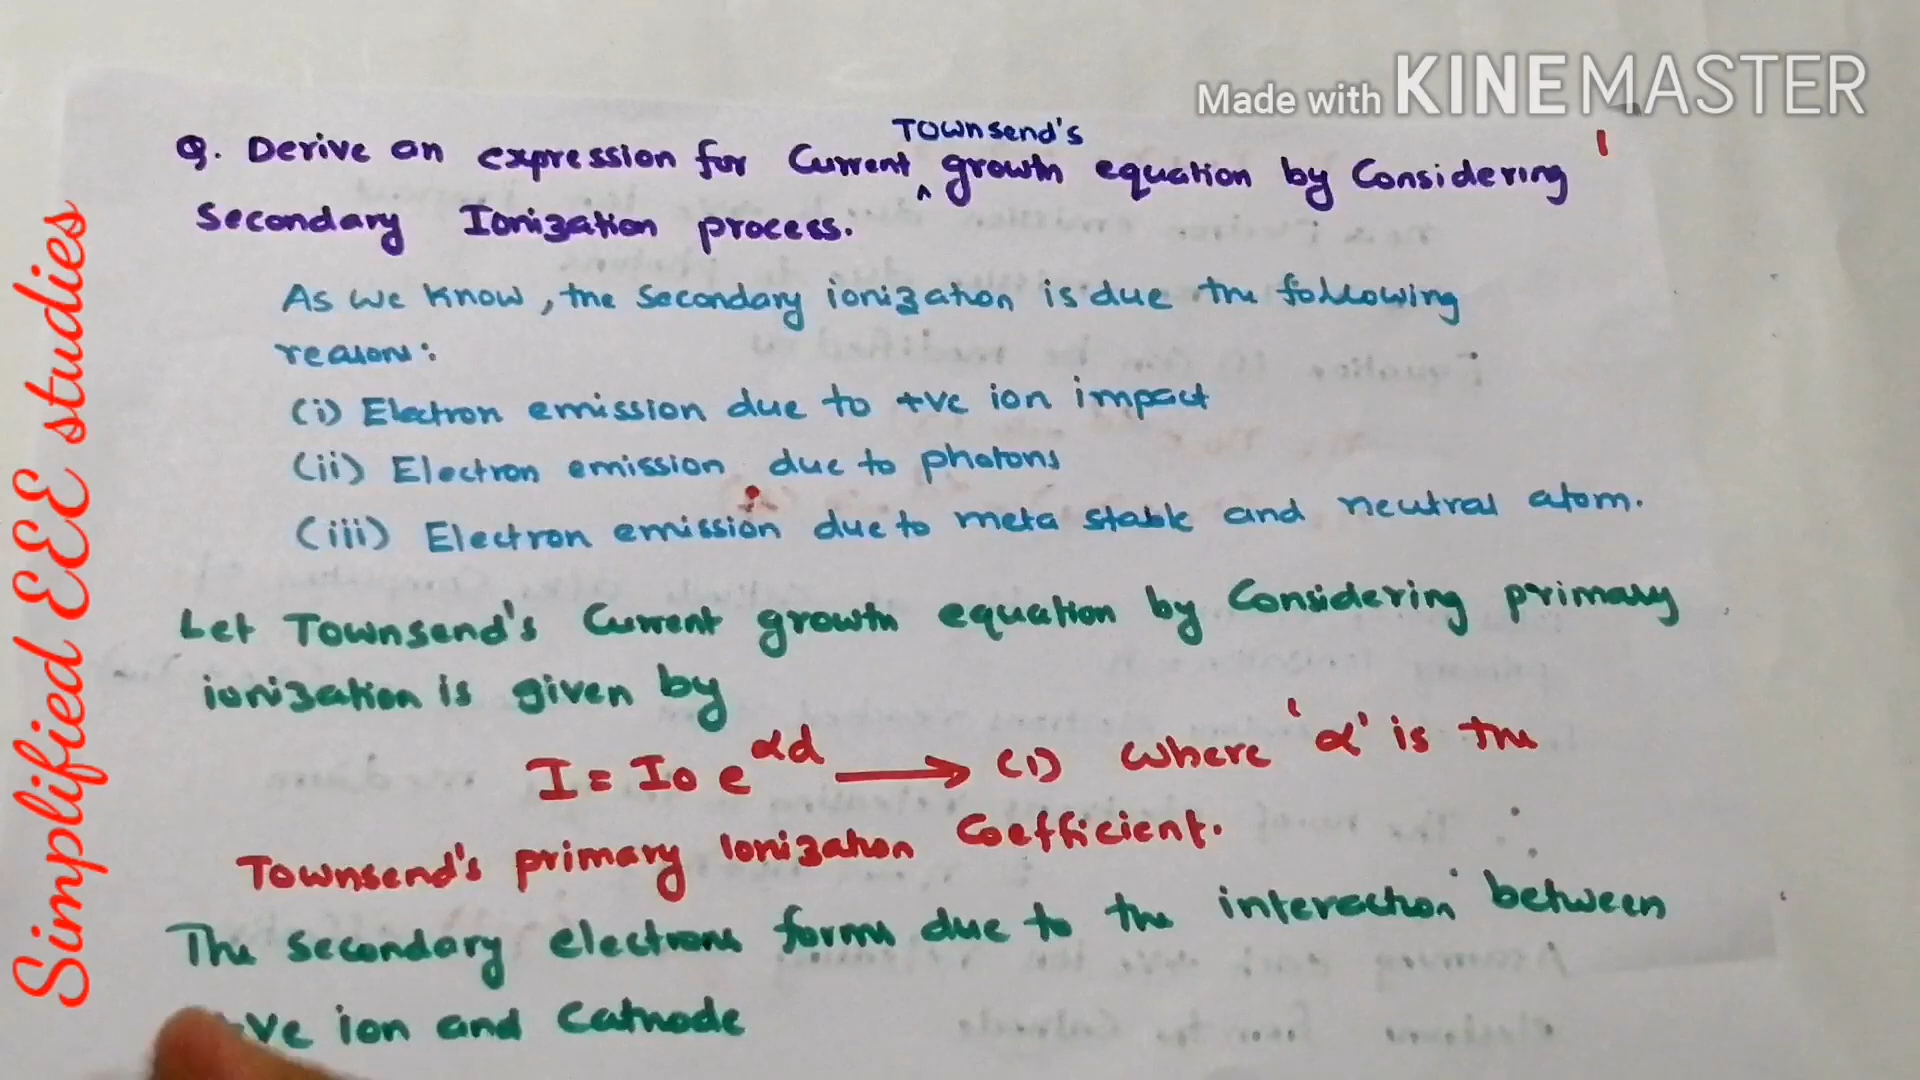 Made with KINEMASTER
1
Townsend's
Q. Derive an expression for Current ^ growth equation by Considering
Secondary Ionization process.
As we know, the secondary ionization is due the following
reasons:
(i) Electron emission due to +ve ion impact
(ii) Electron emission due to photons
(iii) Electron emission due to meta stable and neutral atom.
Let Townsend's Current growth equation by Considering primary
ionization is given by
I = I0 e^αd → (1) where 'α' is the
Townsend's primary Ionization Coefficient.
The secondary electrons forms due to the interaction between
+ve ion and Cathode
Simplified EEE studies